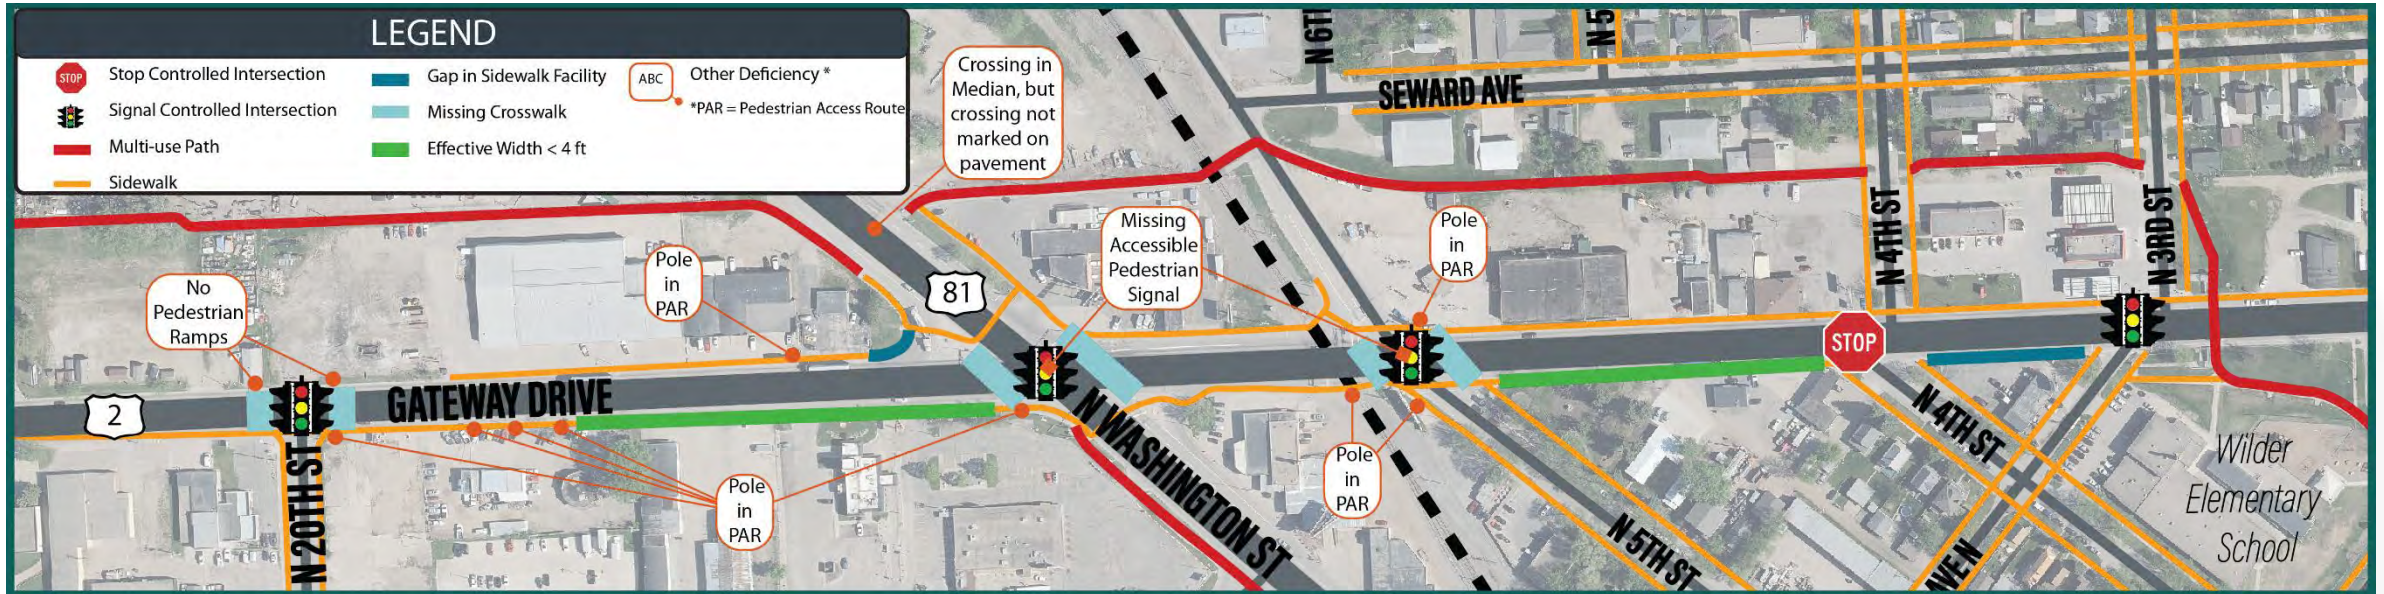 LEGEND
STOP
Stop Controlled Intersection
Signal Controlled Intersection
Multi-use Path
Sidewalk
Gap in Sidewalk Facility
Missing Crosswalk
Effective Width < 4 ft
ABC
Other Deficiency *
*PAR = Pedestrian Access Route
Crossing in
Median, but
crossing not
marked on
pavement
N 6TH
N 5
SEWARD AVE
N 4TH ST
N 3RD ST
Missing
Accessible
Pedestrian
Signal
Pole
in
PAR
Pole
in
PAR
81
No
Pedestrian
Ramps
2
GATEWAY DRIVE
STOP
N 20TH ST
Pole
in
PAR
N WASHINGTON ST
Pole
in
PAR
N 5TH ST
N 4TH ST
AVE N
Wilder
Elementary
School